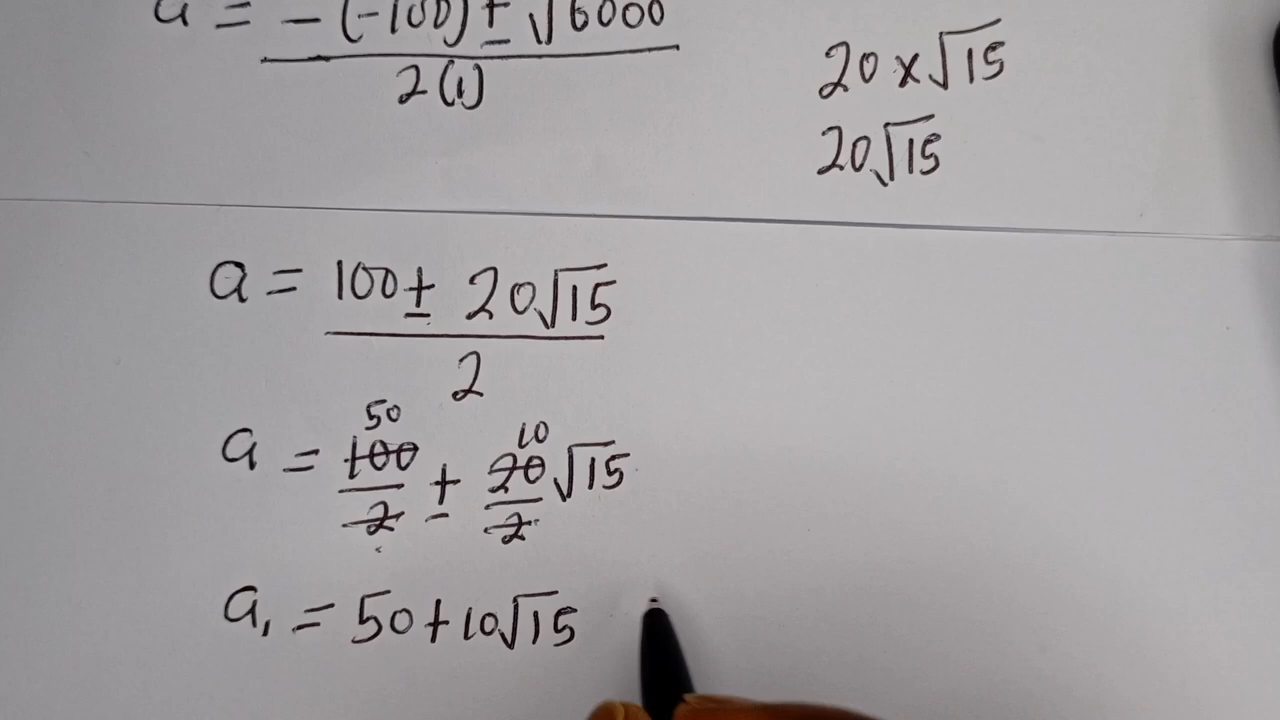 a = -(-100) ± √6000
2(1)
20 × √15
20√15
a = 100 ± 20√15
2
50 10
a = 100 ± 20 √15
2 2
a₁ = 50 + 10√15